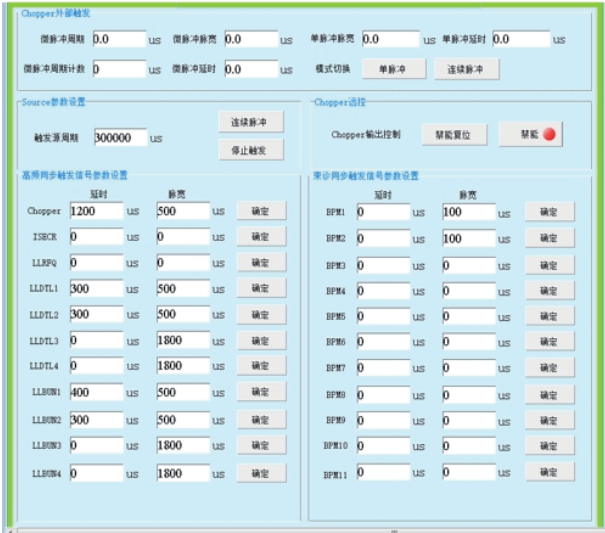 Chopper外部触发
微脉冲周期 0.0 us 微脉冲脉宽 0.0 us 单脉冲脉宽 0.0 us 单脉冲延时 0.0 us
微脉冲周期计数 0 us 微脉冲延时 0.0 us 模式切换 单脉冲 连续脉冲
Source参数设置
连续脉冲
触发源周期 300000 us
停止触发
Chopper远控
Chopper输出控制 禁能复位 禁能
高频同步触发信号参数设置
延时 脉宽
Chopper 1200 us 500 us 确定
ISECR 0 us 0 us 确定
LLRFQ 0 us 0 us 确定
LLDTL1 300 us 500 us 确定
LLDTL2 300 us 500 us 确定
LLDTL3 0 us 1800 us 确定
LLDTL4 0 us 1800 us 确定
LLBUN1 400 us 500 us 确定
LLBUN2 300 us 500 us 确定
LLBUN3 0 us 1800 us 确定
LLBUN4 0 us 1800 us 确定
束诊同步触发信号参数设置
延时 脉宽
BPM1 0 us 100 us 确定
BPM2 0 us 100 us 确定
BPM3 0 us 0 us 确定
BPM4 0 us 0 us 确定
BPM5 0 us 0 us 确定
BPM6 0 us 0 us 确定
BPM7 0 us 0 us 确定
BPM8 0 us 0 us 确定
BPM9 0 us 0 us 确定
BPM10 0 us 0 us 确定
BPM11 0 us 0 us 确定